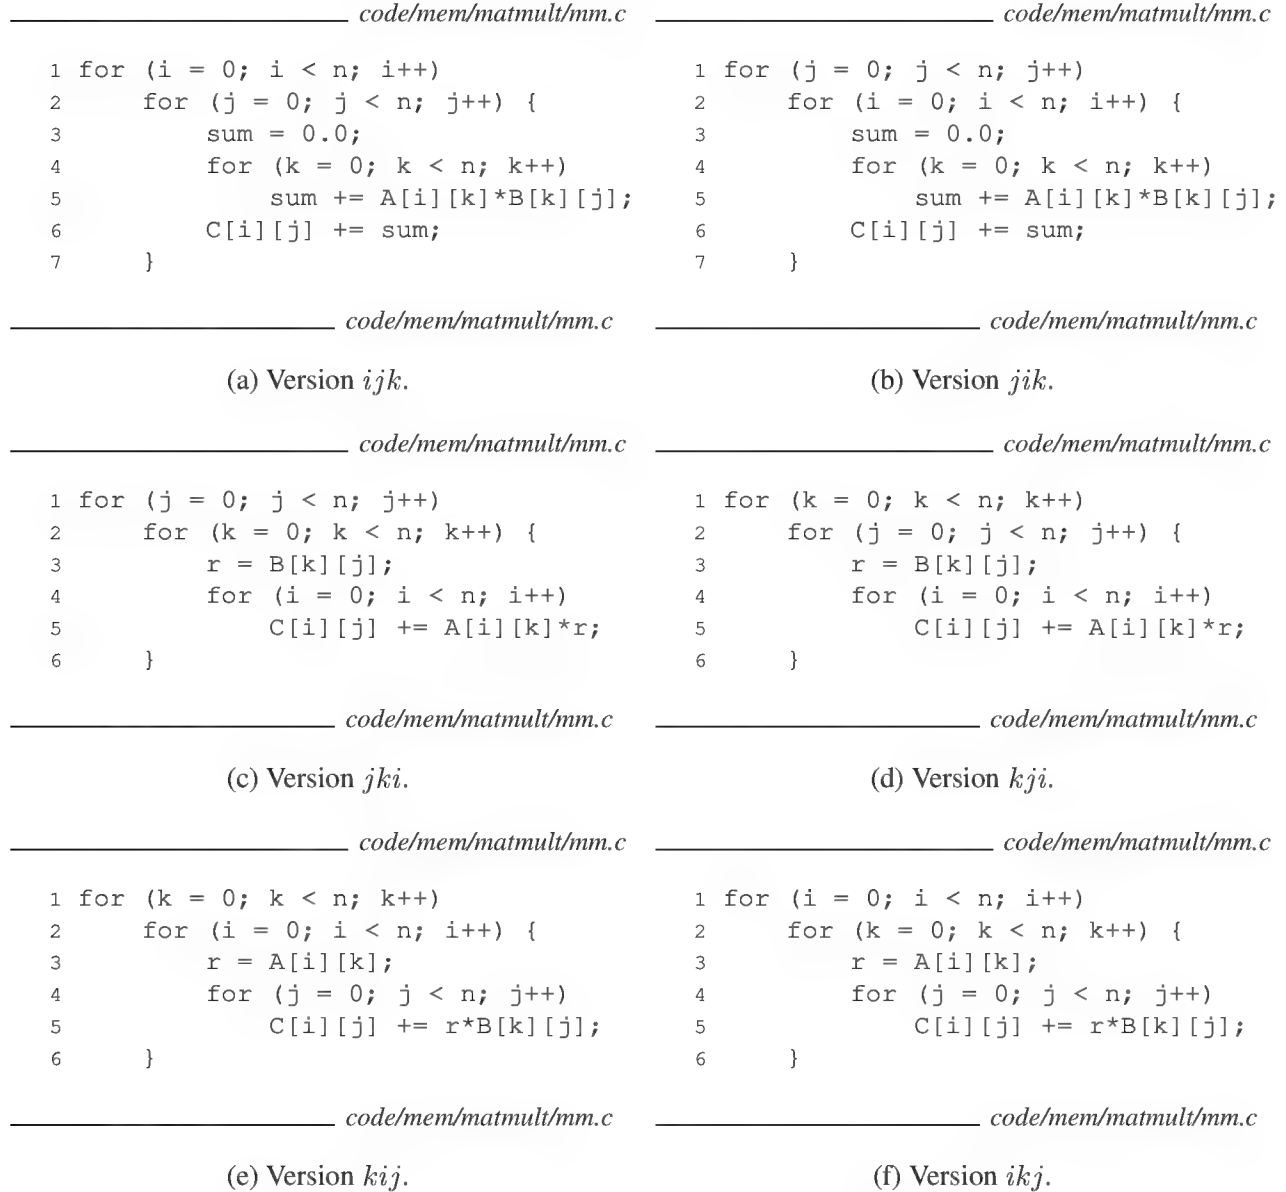 code/mem/matmult/mm.c
1 for (i = 0; i < n; i++)
2     for (j = 0; j < n; j++) {
3         sum = 0.0;
4         for (k = 0; k < n; k++)
5             sum += A[i][k]*B[k][j];
6         C[i][j] += sum;
7     }
code/mem/matmult/mm.c
(a) Version ijk.
code/mem/matmult/mm.c
1 for (j = 0; j < n; j++)
2     for (i = 0; i < n; i++) {
3         sum = 0.0;
4         for (k = 0; k < n; k++)
5             sum += A[i][k]*B[k][j];
6         C[i][j] += sum;
7     }
code/mem/matmult/mm.c
(b) Version jik.
code/mem/matmult/mm.c
1 for (j = 0; j < n; j++)
2     for (k = 0; k < n; k++) {
3         r = B[k][j];
4         for (i = 0; i < n; i++)
5             C[i][j] += A[i][k]*r;
6     }
code/mem/matmult/mm.c
(c) Version jki.
code/mem/matmult/mm.c
1 for (k = 0; k < n; k++)
2     for (j = 0; j < n; j++) {
3         r = B[k][j];
4         for (i = 0; i < n; i++)
5             C[i][j] += A[i][k]*r;
6     }
code/mem/matmult/mm.c
(d) Version kji.
code/mem/matmult/mm.c
1 for (k = 0; k < n; k++)
2     for (i = 0; i < n; i++) {
3         r = A[i][k];
4         for (j = 0; j < n; j++)
5             C[i][j] += r*B[k][j];
6     }
code/mem/matmult/mm.c
(e) Version kij.
code/mem/matmult/mm.c
1 for (i = 0; i < n; i++)
2     for (k = 0; k < n; k++) {
3         r = A[i][k];
4         for (j = 0; j < n; j++)
5             C[i][j] += r*B[k][j];
6     }
code/mem/matmult/mm.c
(f) Version ikj.